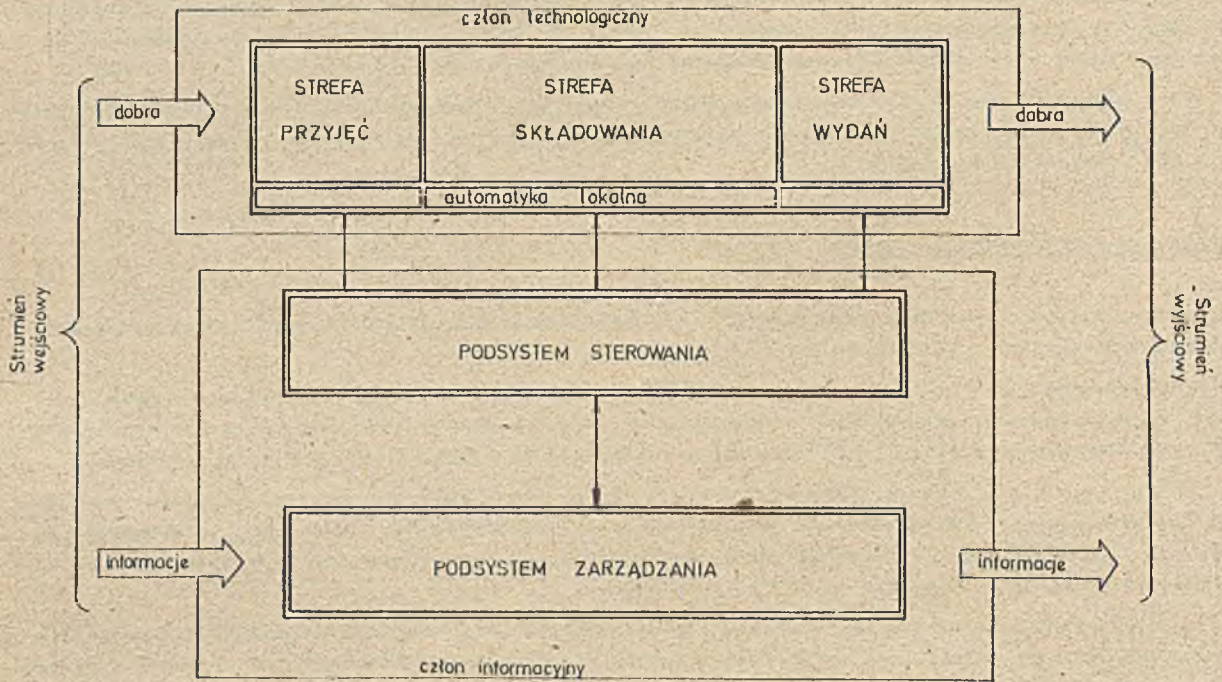 człon technologiczny
STREFA
PRZYJĘĆ
STREFA
SKŁADOWANIA
STREFA
WYDAŃ
dobra
dobra
automatyka lokalna
Strumień
wejściowy
PODSYSTEM STEROWANIA
Strumień
wyjściowy
informacje
PODSYSTEM ZARZĄDZANIA
informacje
człon informacyjny